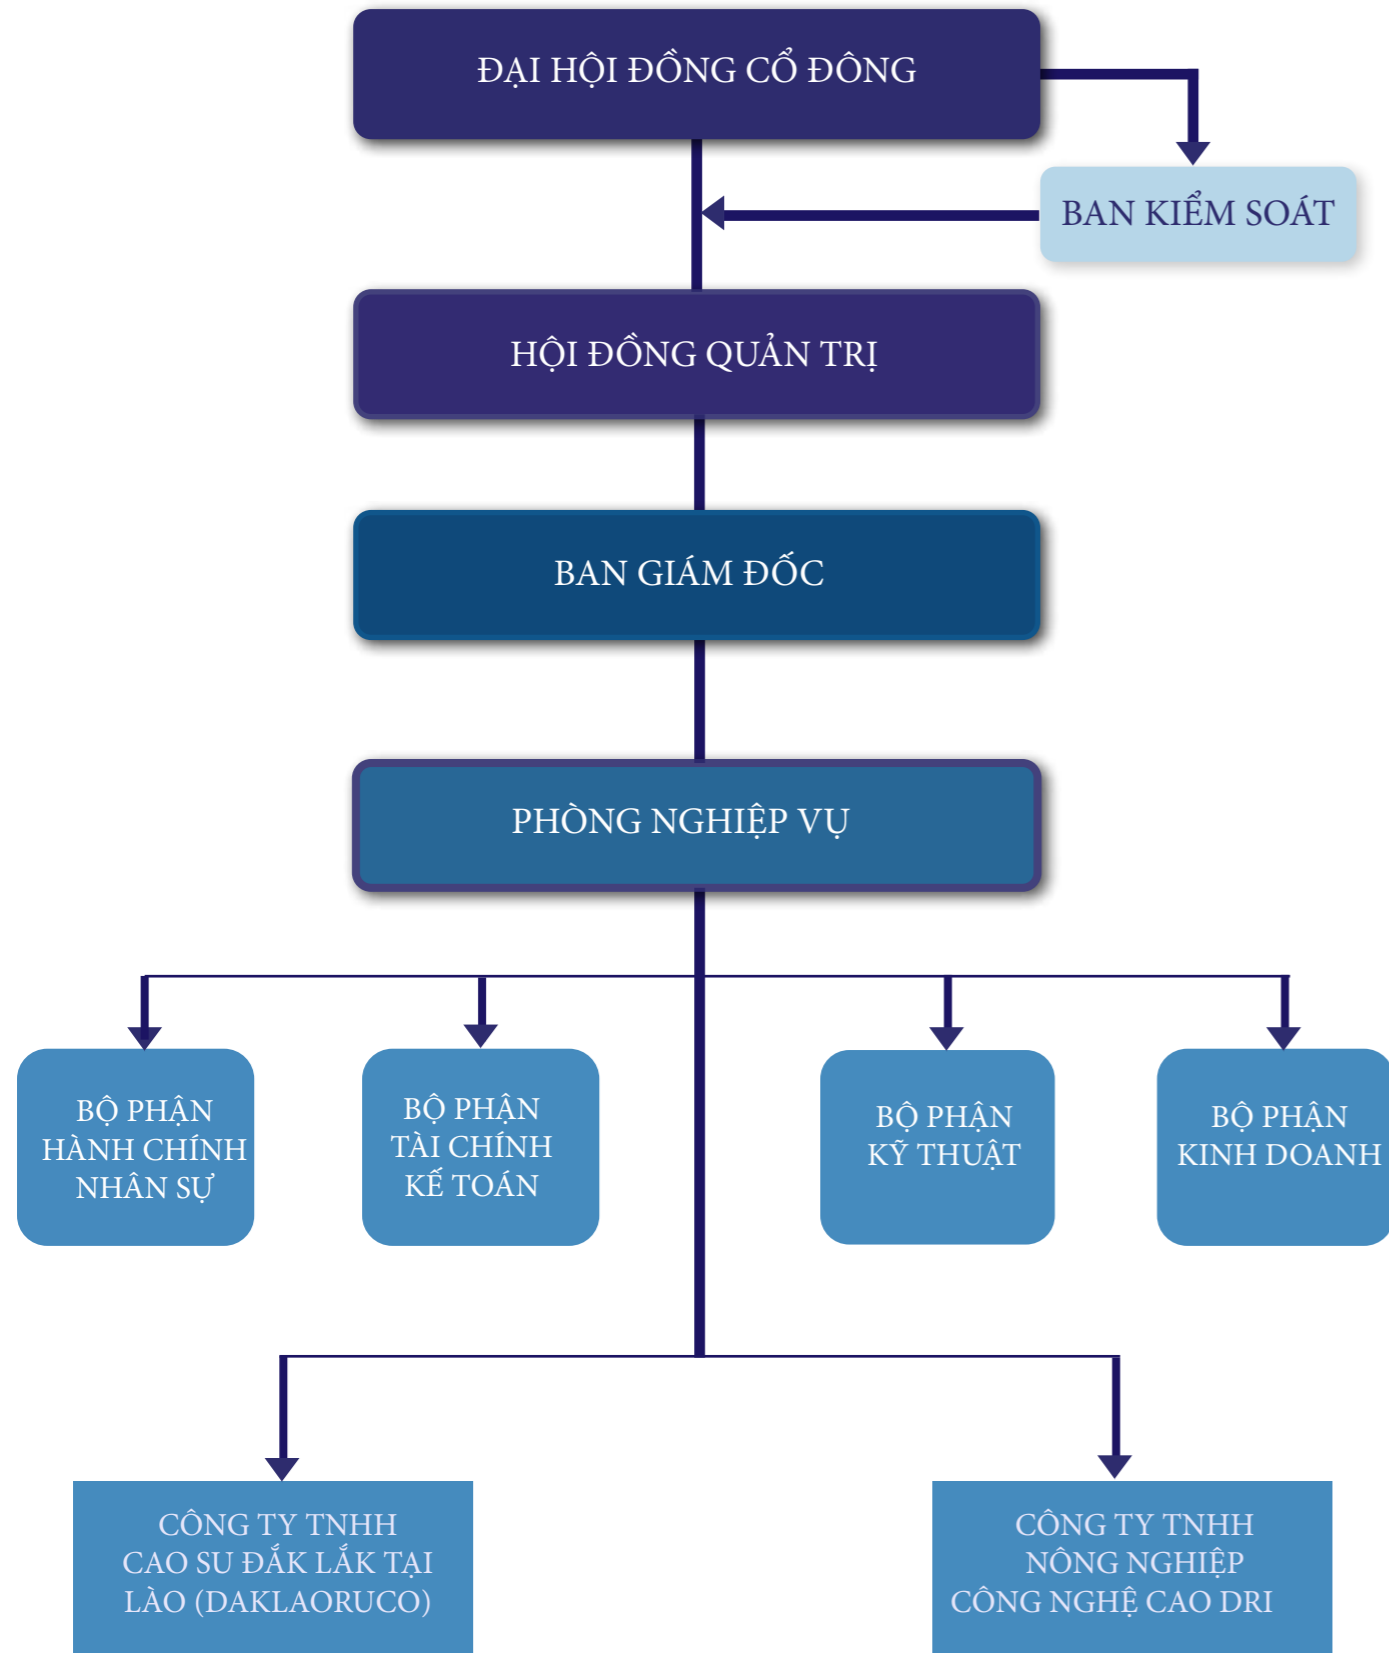 ĐẠI HỘI ĐỒNG CỔ ĐÔNG
BAN KIỂM SOÁT
HỘI ĐỒNG QUẢN TRỊ
BAN GIÁM ĐỐC
PHÒNG NGHIỆP VỤ
BỘ PHẬN
HÀNH CHÍNH
NHÂN SỰ
BỘ PHẬN
TÀI CHÍNH
KẾ TOÁN
BỘ PHẬN
KỸ THUẬT
BỘ PHẬN
KINH DOANH
CÔNG TY TNHH
CAO SU ĐẮK LẮK TẠI
LÀO (DAKLAORUCO)
CÔNG TY TNHH
NÔNG NGHIỆP
CÔNG NGHỆ CAO DRI